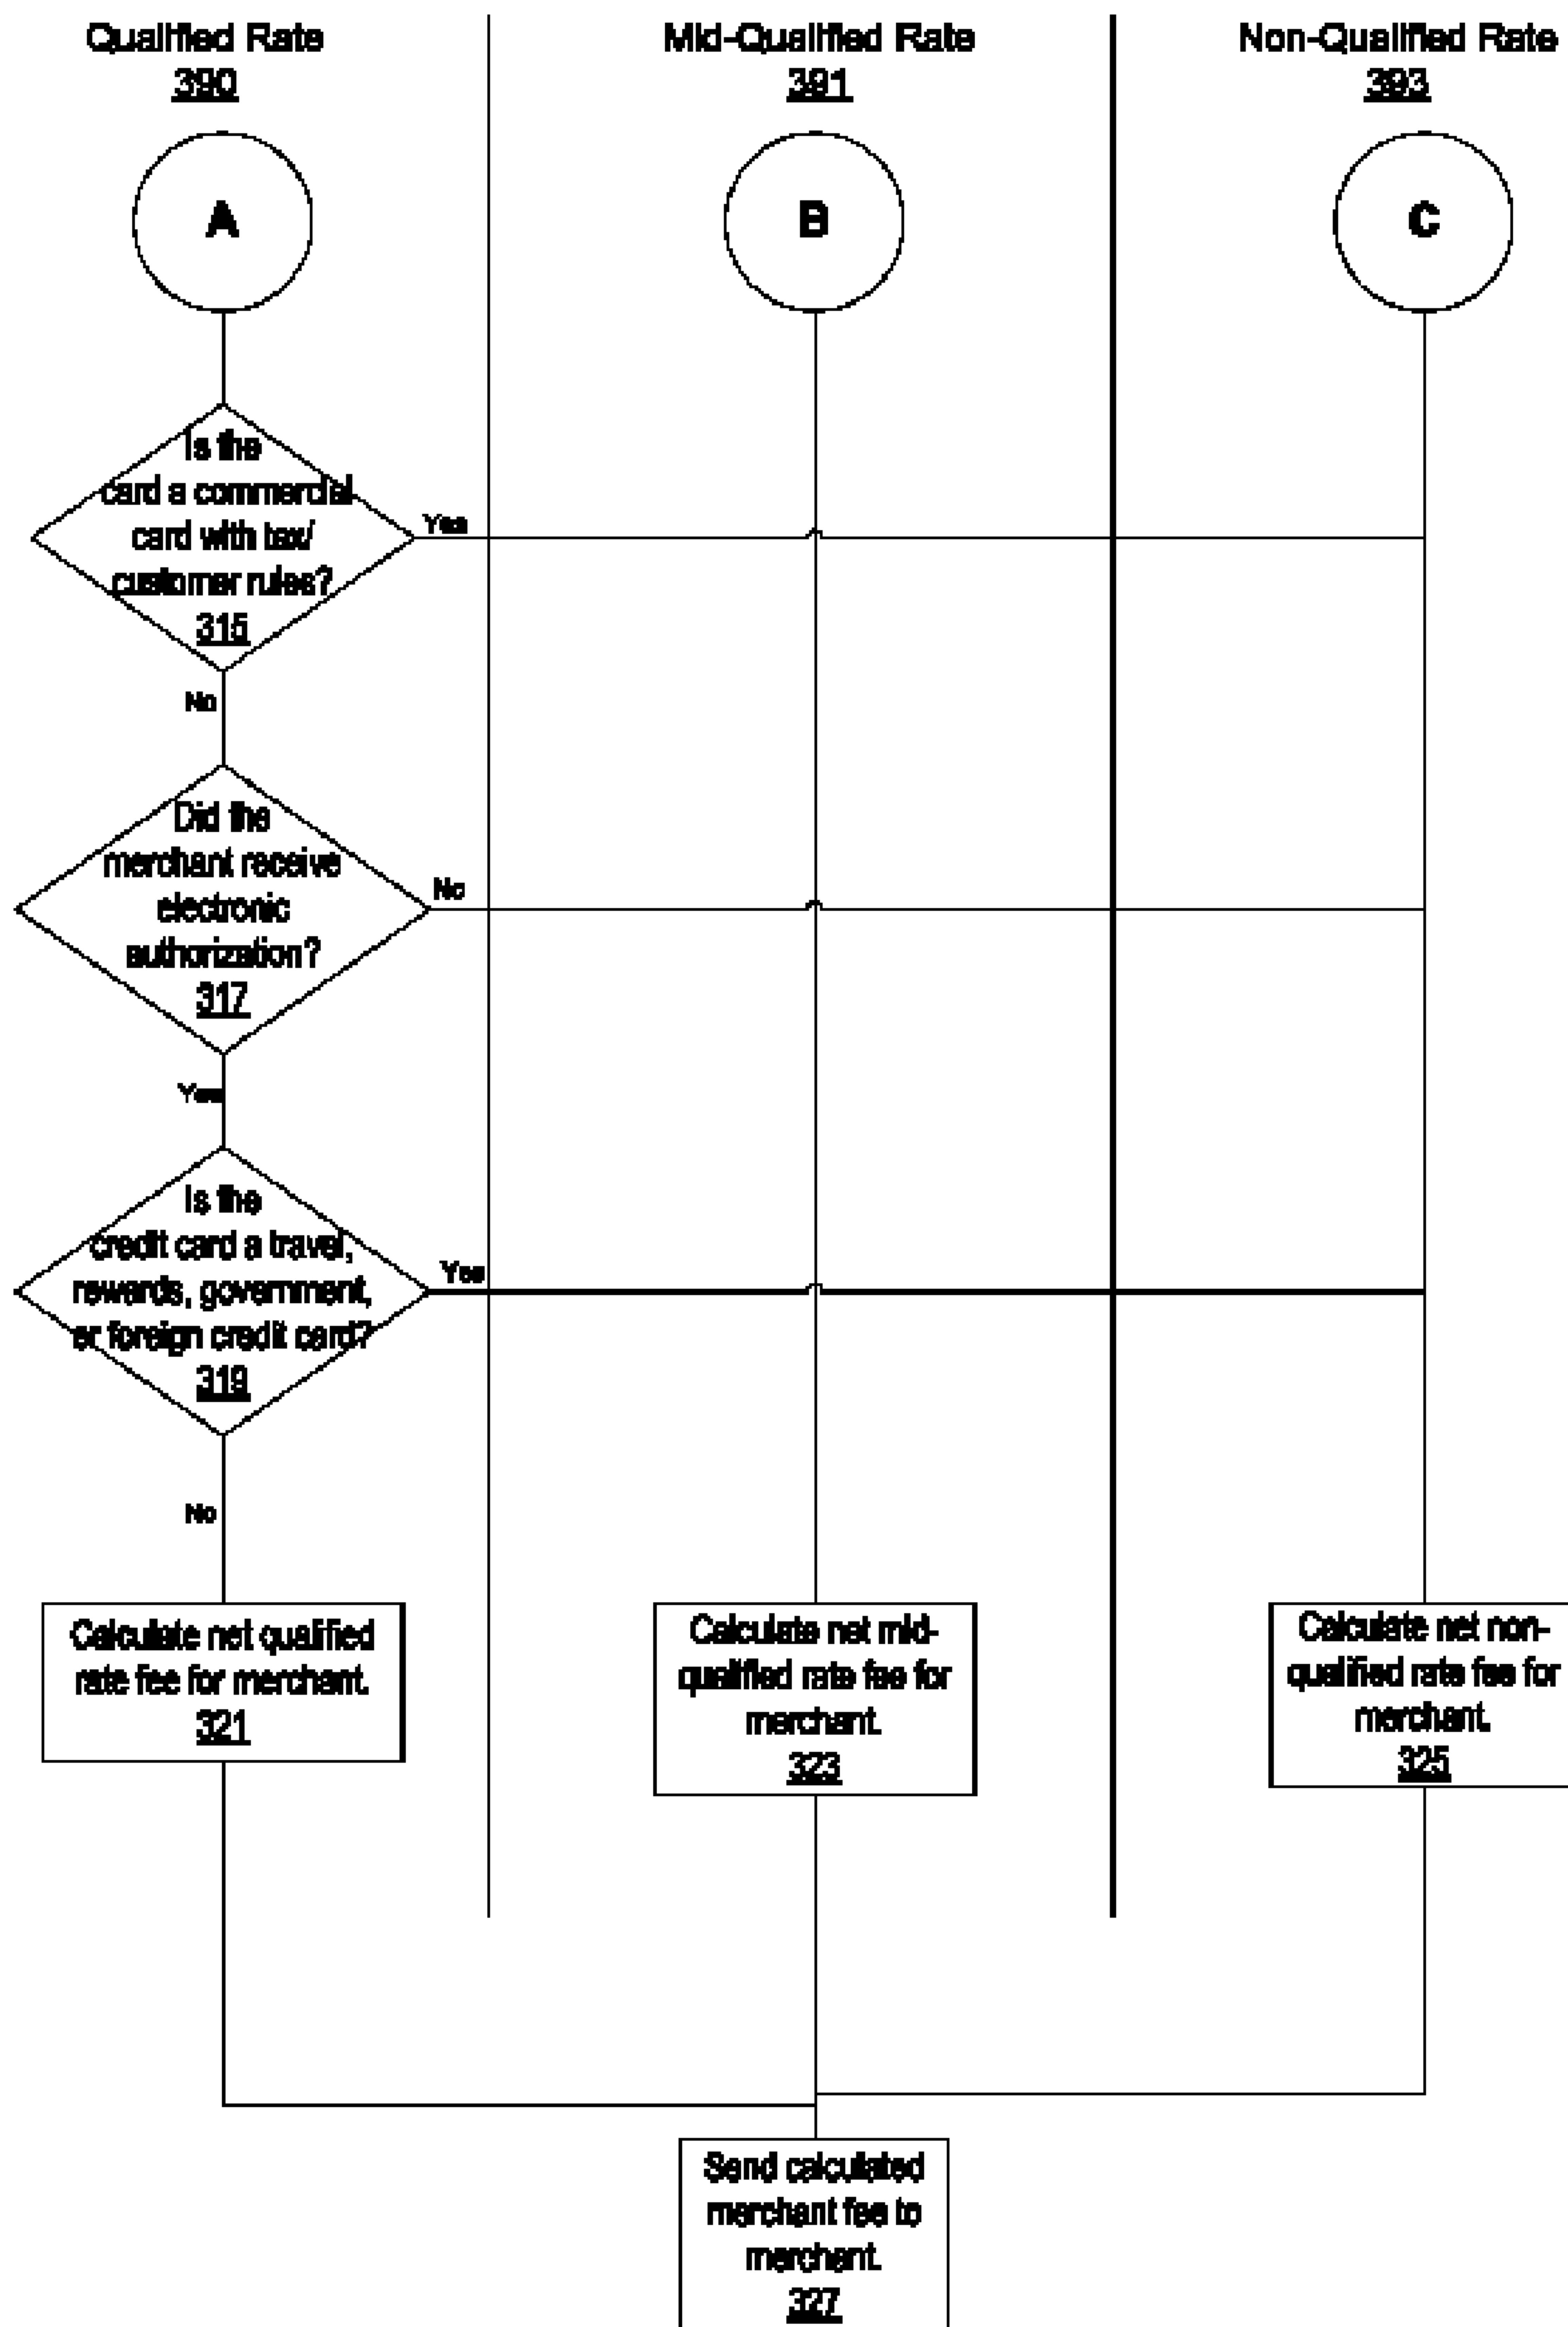 Qualified Rate
390
Mid-Qualified Rate
391
Non-Qualified Rate
393
A
B
C
Is the
card a commercial
card with tax/
customer rules?
315
Yes
No
Did the
merchant receive
electronic
authorization?
317
No
Yes
Is the
credit card a travel,
rewards, government,
or foreign credit card?
319
Yes
No
Calculate net qualified
rate fee for merchant.
321
Calculate net mid-
qualified rate fee for
merchant.
323
Calculate net non-
qualified rate fee for
merchant.
325
Send calculated
merchant fee to
merchant.
327